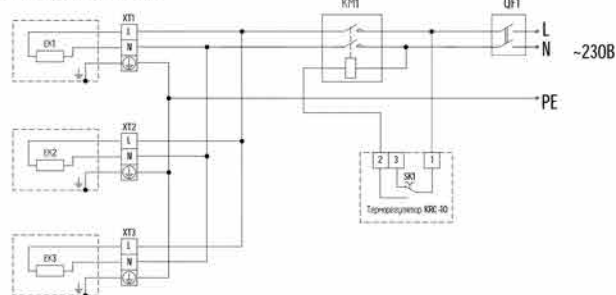 KM1
QF1
XT1
L
EK1
N
L
N
~230В
PE
XT2
L
EK2
N
2 3 1
SK1
Терморегулятор KRC-10
XT3
L
EK3
N